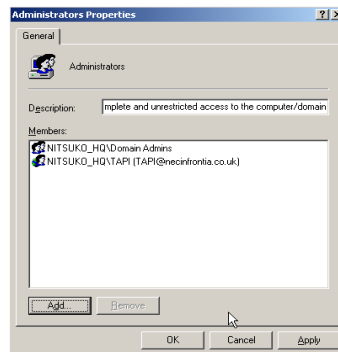 Administrators Properties
General
Administrators
Description:
mplete and unrestricted access to the computer/domain
Members:
NITSUKO_HQ\Domain Admins
NITSUKO_HQ\TAPI (TAPI@necinfrontia.co.uk)
Add...
Remove
OK
Cancel
Apply